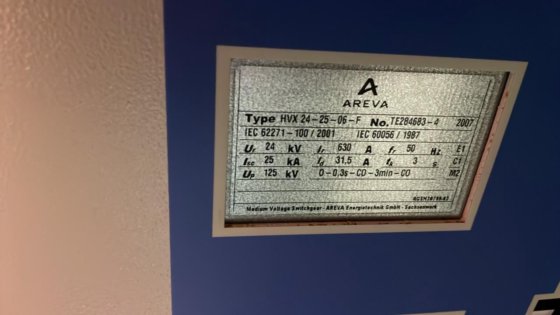 AREVA
Type HVX 24-25-06-F No. TE284683-4 2007
IEC 62271-100/2001 IEC 60056/1987
Ur 24 kV Ir 630 A fr 50 Hz E1
Isc 25 kA 31.5 A 3 s C1
Up 125 kV O-0,3s-CO-3min-CO M2
Medium Voltage Switchgear - AREVA Energietechnik GmbH - Sachsenwerk